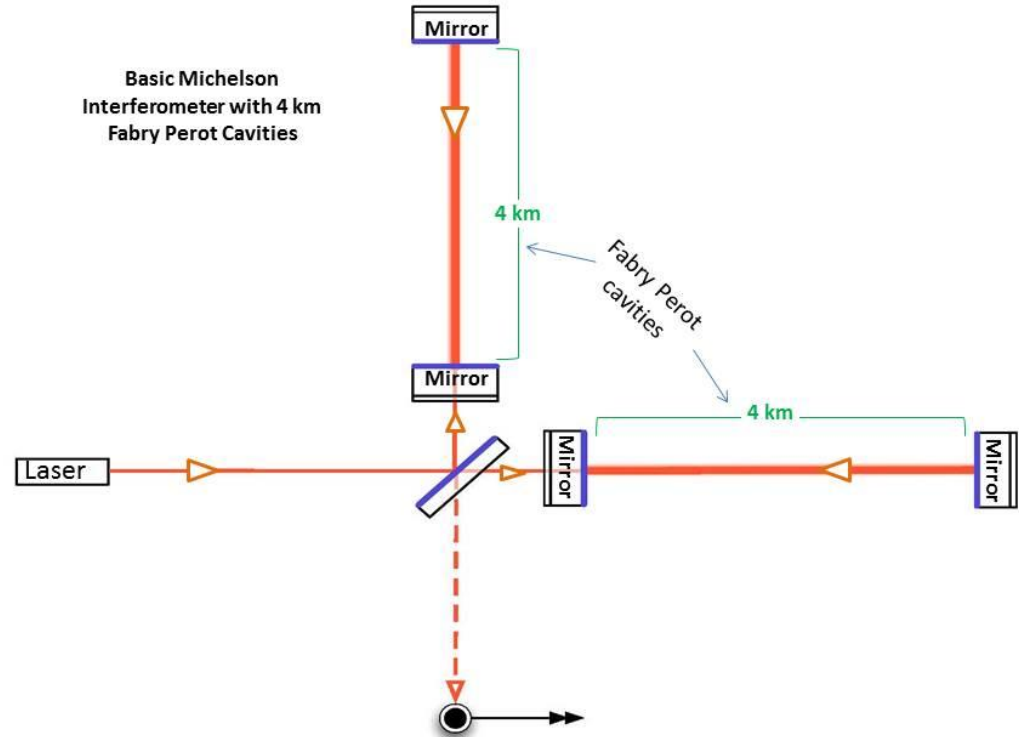 Mirror
Basic Michelson
Interferometer with 4 km
Fabry Perot Cavities
4 km
Fabry Perot
cavities
Mirror
4 km
Laser
Mirror
Mirror